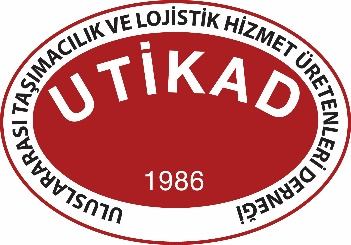 ULUSLARARASI TAŞIMACILIK VE LOJİSTİK HİZMET ÜRETENLERİ DERNEĞİ
UTİKAD
1986